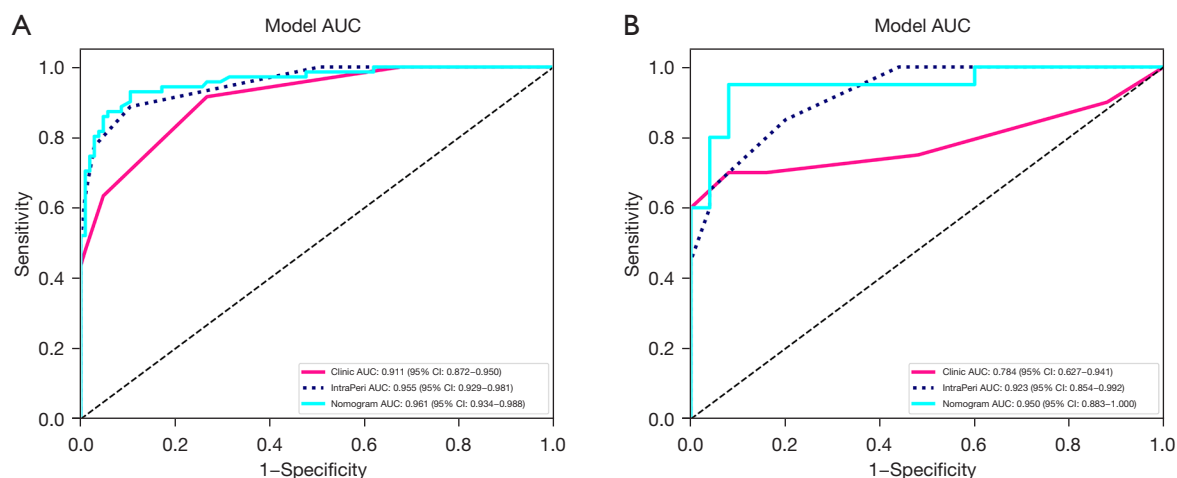 A
Model AUC
1.0
0.8
0.6
0.4
0.2
0.0
Sensitivity
0.0 0.2 0.4 0.6 0.8 1.0
1–Specificity
Clinic AUC: 0.911 (95% CI: 0.872–0.950)
IntraPeri AUC: 0.955 (95% CI: 0.929–0.981)
Nomogram AUC: 0.961 (95% CI: 0.934–0.988)
B
Model AUC
1.0
0.8
0.6
0.4
0.2
0.0
Sensitivity
0.0 0.2 0.4 0.6 0.8 1.0
1–Specificity
Clinic AUC: 0.784 (95% CI: 0.627–0.941)
IntraPeri AUC: 0.923 (95% CI: 0.854–0.992)
Nomogram AUC: 0.950 (95% CI: 0.883–1.000)